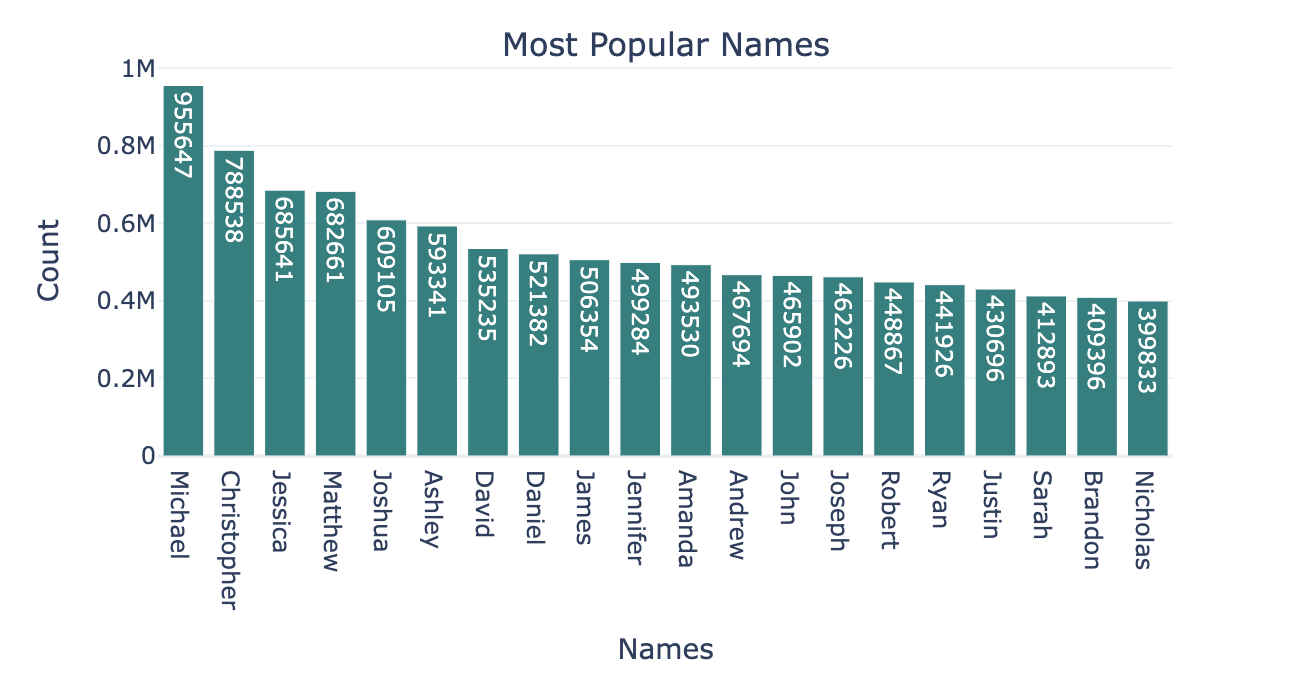 Most Popular Names
Count
1M
0.8M
0.6M
0.4M
0.2M
0
955647
788538
685641
682661
609105
593341
535235
521382
506354
499284
493530
467694
465902
462226
448867
441926
430696
412893
409396
399833
Michael
Christopher
Jessica
Matthew
Joshua
Ashley
David
Daniel
James
Jennifer
Amanda
Andrew
John
Joseph
Robert
Ryan
Justin
Sarah
Brandon
Nicholas
Names